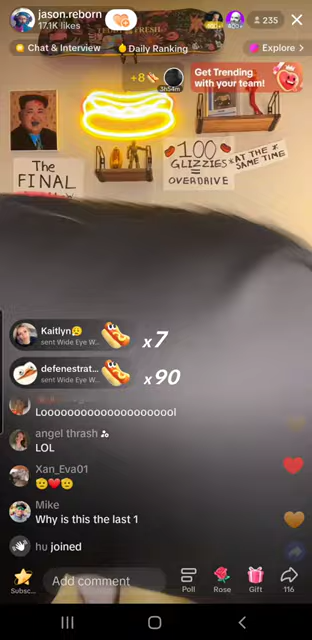 jason.reborn
17.1K likes
235
Chat & Interview
Daily Ranking
Explore >
+8
3h54m
Get Trending
with your team!
The
FINAL
100
GLIZZIES
=
OVERDRIVE
*AT THE *
SAME TIME
Kaitlyn🫡
sent Wide Eye W...
x7
defenestrat...
sent Wide Eye W...
x90
Looooooooooooooooooool
angel thrash
LOL
Xan_Eva01
🫡❤️🫡
Mike
Why is this the last 1
hu joined
Subsc...
Add comment
Poll
Rose
Gift
116